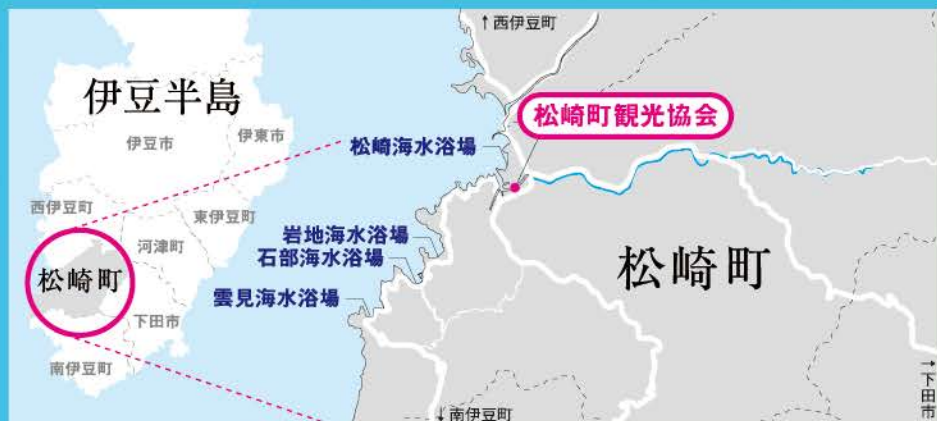 伊豆半島
伊豆市
伊東市
西伊豆町
東伊豆町
河津町
松崎町
下田市
南伊豆町
↑西伊豆町
松崎町観光協会
松崎海水浴場
岩地海水浴場
石部海水浴場
雲見海水浴場
松崎町
↓南伊豆町
→下田市